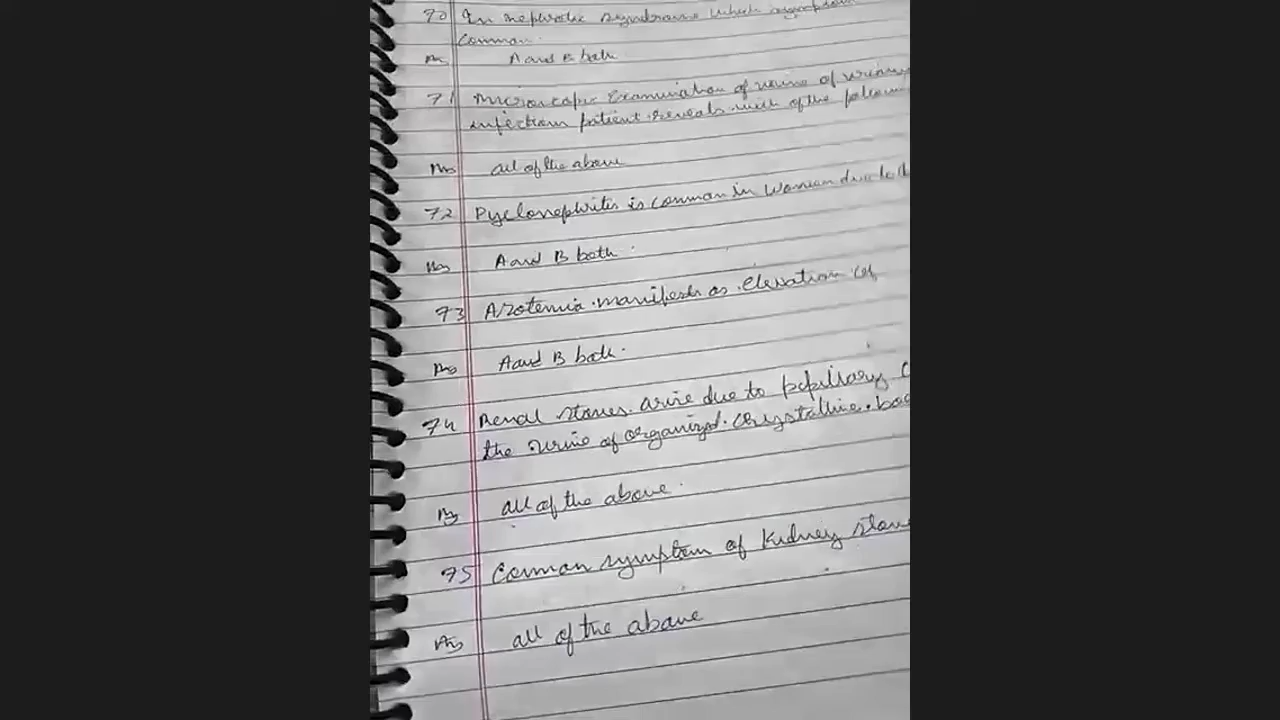 70 In nephrotic syndrome which symptom
common.
Ans A and B both
71 Microscopic Examination of urine of urinary
infection patient reveals of the
Ans all of the above
72 Pyelonephritis is common in Women due to
Ans A and B both.
73 Azotemia. manifests as. elevation of
Ans A and B both.
74 Renal stones. arise due to
the urine of organized. crystalline.
Ans all of the above.
75 Common symptom of Kidney stone
Ans all of the above